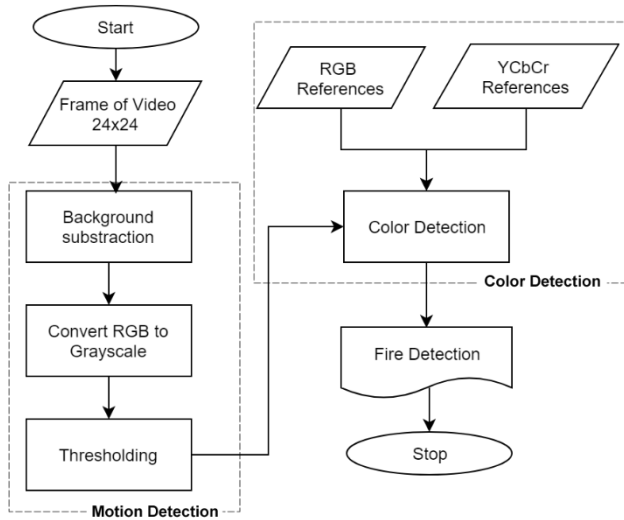 Start
Frame of Video
24x24
Background
substraction
Convert RGB to
Grayscale
Thresholding
Motion Detection
RGB
References
YCbCr
References
Color Detection
Color Detection
Fire Detection
Stop